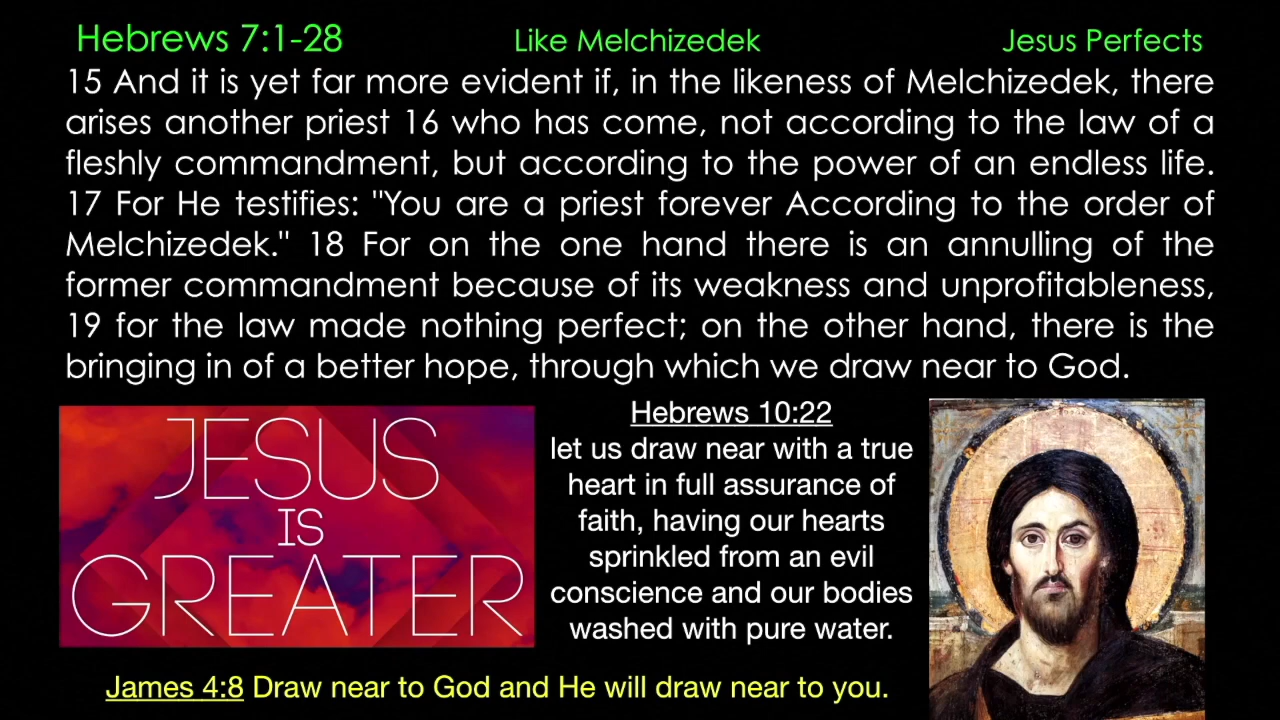 Hebrews 7:1-28 Like Melchizedek Jesus Perfects
15 And it is yet far more evident if, in the likeness of Melchizedek, there
arises another priest 16 who has come, not according to the law of a
fleshly commandment, but according to the power of an endless life.
17 For He testifies: "You are a priest forever According to the order of
Melchizedek." 18 For on the one hand there is an annulling of the
former commandment because of its weakness and unprofitableness,
19 for the law made nothing perfect; on the other hand, there is the
bringing in of a better hope, through which we draw near to God.
JESUS
IS
GREATER
Hebrews 10:22
let us draw near with a true
heart in full assurance of
faith, having our hearts
sprinkled from an evil
conscience and our bodies
washed with pure water.
James 4:8 Draw near to God and He will draw near to you.